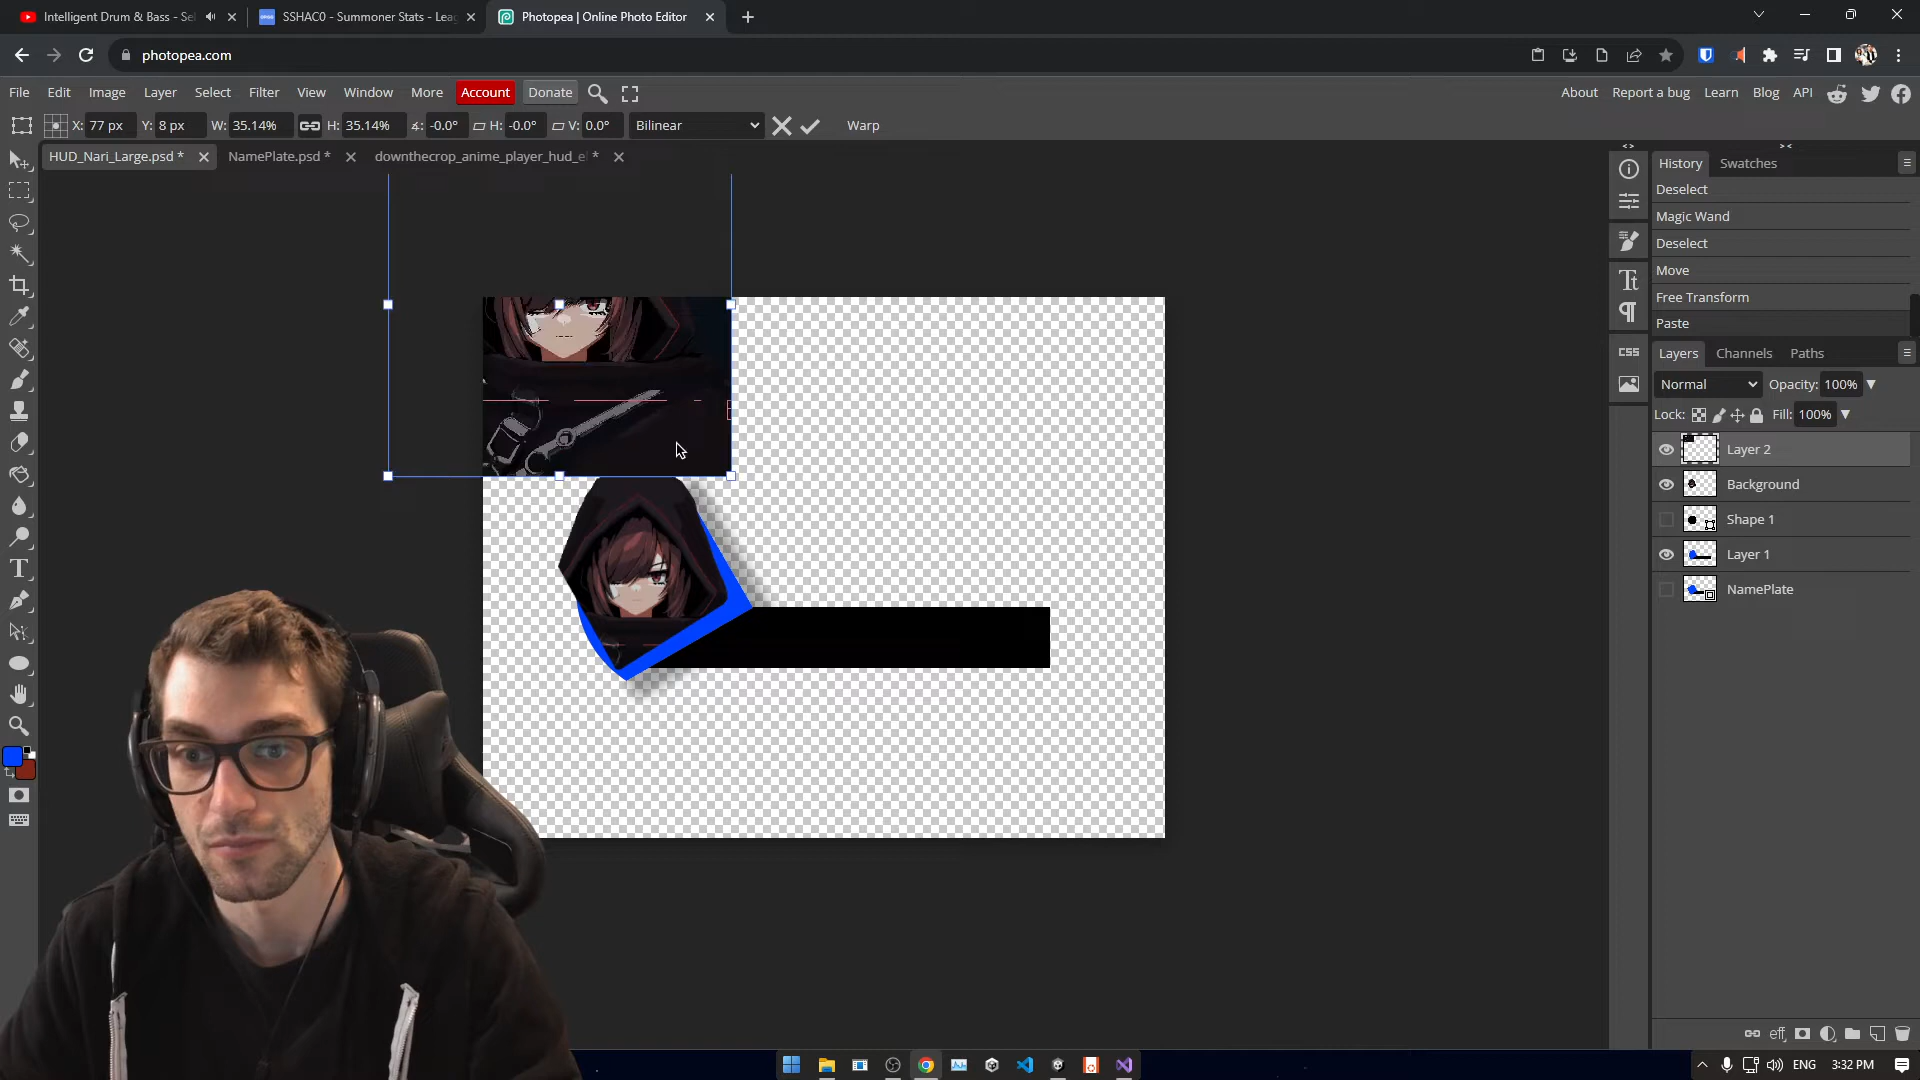 Intelligent Drum & Bass - Se
SSHAC0 - Summoner Stats - Lea
Photopea | Online Photo Editor
photopea.com
File Edit Image Layer Select Filter View Window More Account Donate
About Report a bug Learn Blog API
X: 77 px Y: 8 px W: 35.14% H: 35.14% ∡: -0.0° H: -0.0° V: 0.0° Bilinear Warp
HUD_Nari_Large.psd *
NamePlate.psd *
downthecrop_anime_player_hud_e *
History Swatches
Deselect
Magic Wand
Deselect
Move
Free Transform
Paste
CSS
Layers Channels Paths
Normal Opacity: 100%
Lock: Fill: 100%
Layer 2
Background
Shape 1
Layer 1
NamePlate
eff
ENG 3:32 PM